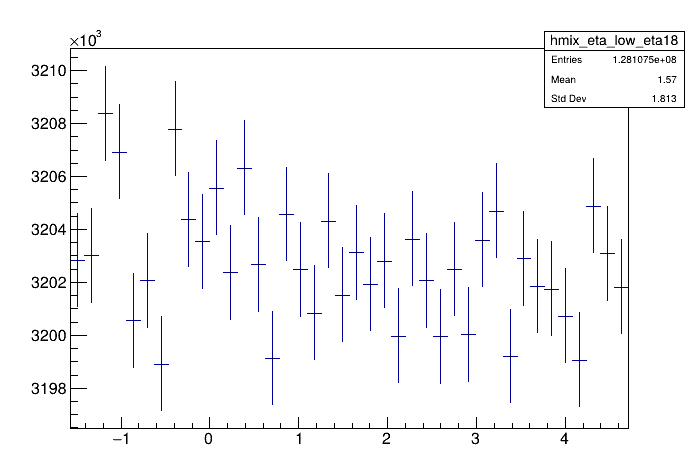 ×10³
hmix_eta_low_eta18
Entries 1.281075e+08
Mean 1.57
Std Dev 1.813
3210
3208
3206
3204
3202
3200
3198
−1 0 1 2 3 4